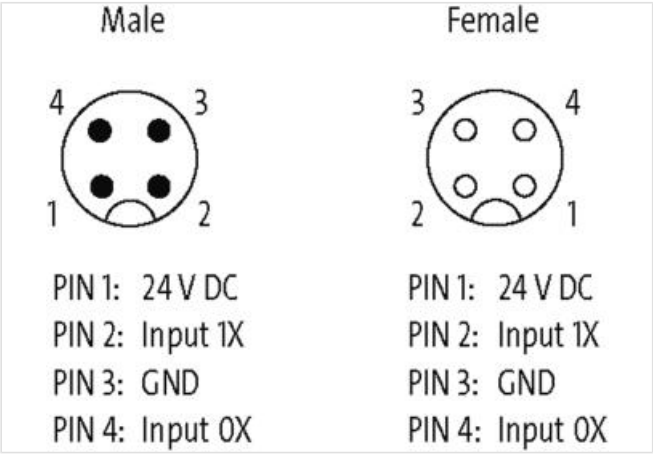 Male Female
4 3 3 4
1 2 2 1
PIN 1: 24 V DC PIN 1: 24 V DC
PIN 2: Input 1X PIN 2: Input 1X
PIN 3: GND PIN 3: GND
PIN 4: Input 0X PIN 4: Input 0X